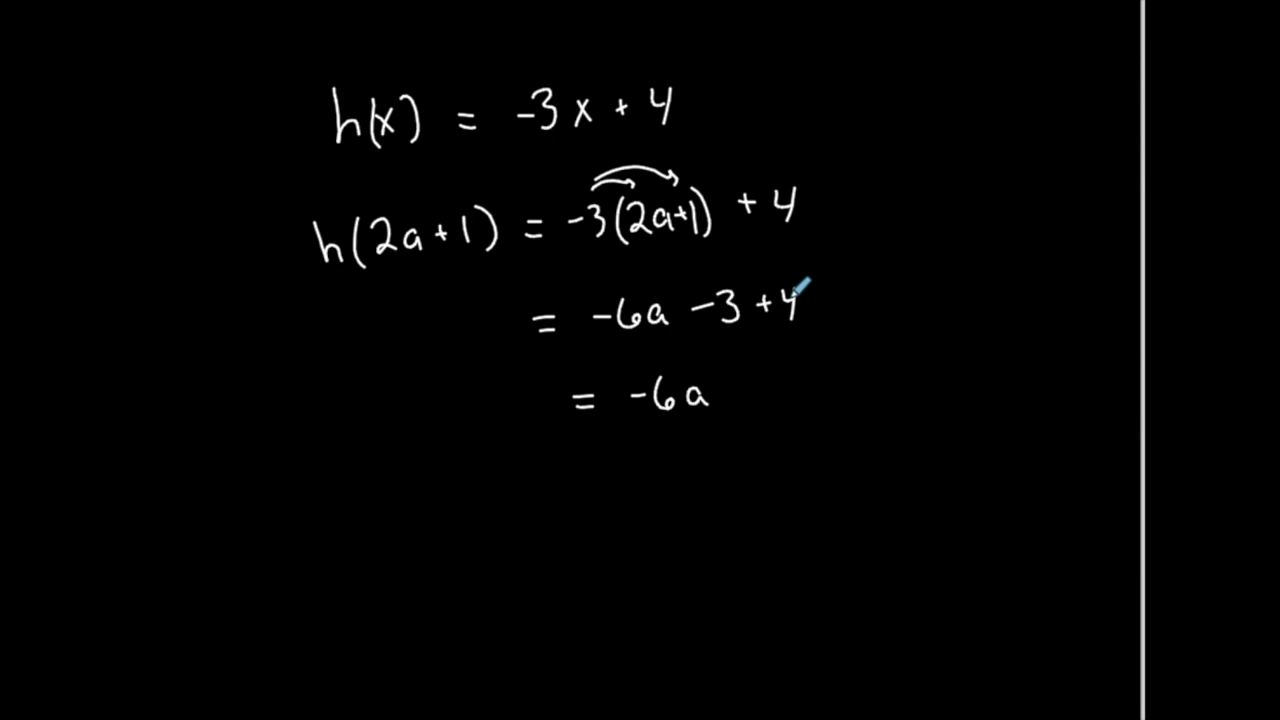 h(x) = -3x + 4
h(2a+1) = -3(2a+1) + 4
= -6a -3 +4
= -6a